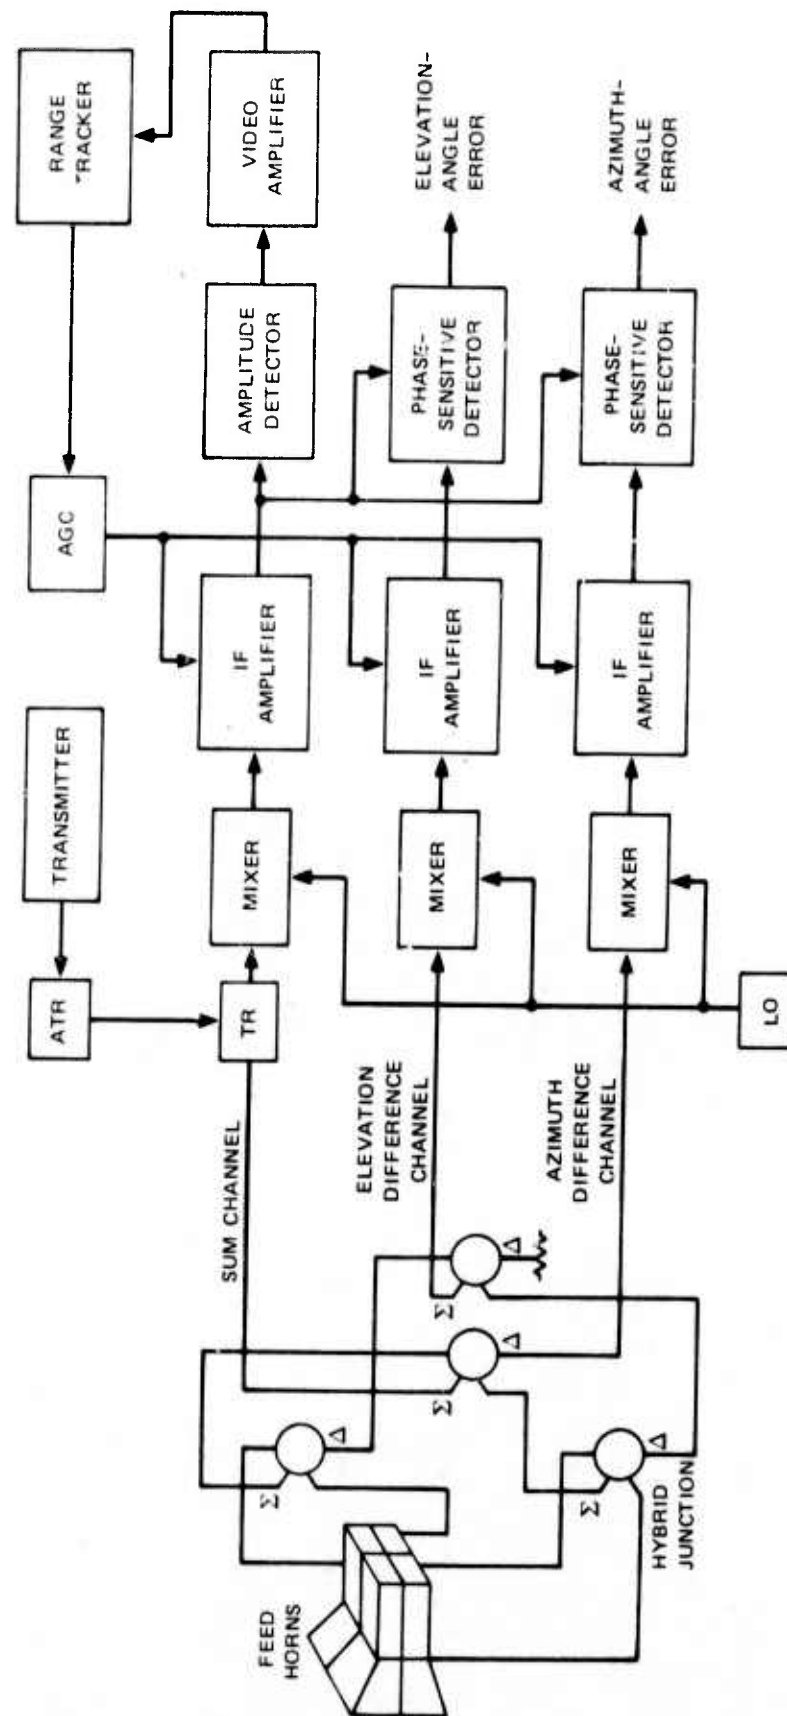 RANGE
TRACKER
VIDEO
AMPLIFIER
ELEVATION-
ANGLE
ERROR
AZIMUTH-
ANGLE
ERROR
AMPLITUDE
DETECTOR
PHASE-
SENSITIVE
DETECTOR
PHASE-
SENSITIVE
DETECTOR
AGC
IF
AMPLIFIER
IF
AMPLIFIER
IF
AMPLIFIER
TRANSMITTER
MIXER
MIXER
MIXER
ATR
TR
LO
SUM CHANNEL
ELEVATION
DIFFERENCE
CHANNEL
AZIMUTH
DIFFERENCE
CHANNEL
Σ
Δ
Σ
Δ
Σ
Δ
Σ
Δ
HYBRID
JUNCTION
FEED
HORNS